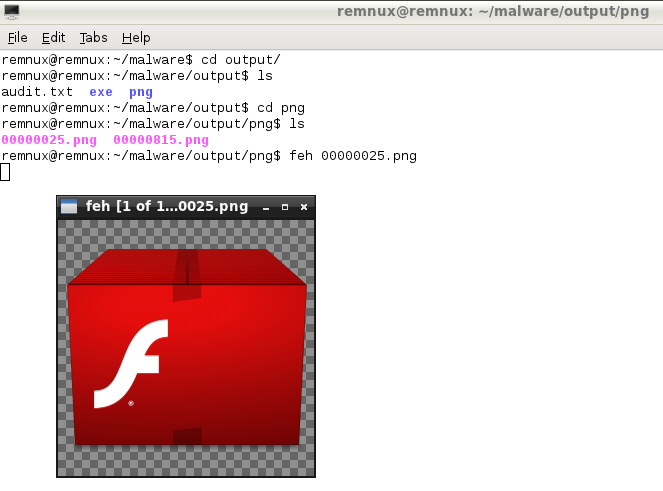 remnux@remnux: ~/malware/output/png
File Edit Tabs Help
remnux@remnux:~/malware$ cd output/
remnux@remnux:~/malware/output$ ls
audit.txt  exe  png
remnux@remnux:~/malware/output$ cd png
remnux@remnux:~/malware/output/png$ ls
00000025.png  00000815.png
remnux@remnux:~/malware/output/png$ feh 00000025.png
feh [1 of 1...0025.png
f
®